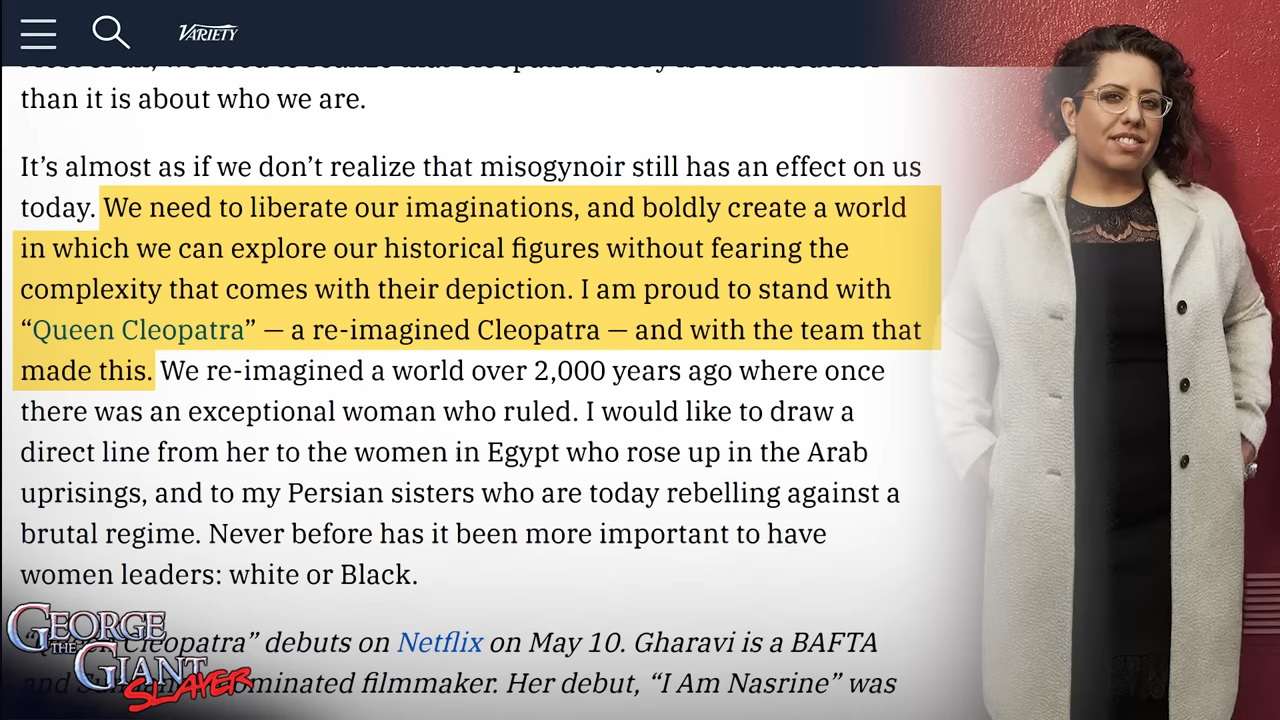 VARIETY
than it is about who we are.
It’s almost as if we don’t realize that misogynoir still has an effect on us
today. We need to liberate our imaginations, and boldly create a world
in which we can explore our historical figures without fearing the
complexity that comes with their depiction. I am proud to stand with
“Queen Cleopatra” — a re-imagined Cleopatra — and with the team that
made this. We re-imagined a world over 2,000 years ago where once
there was an exceptional woman who ruled. I would like to draw a
direct line from her to the women in Egypt who rose up in the Arab
uprisings, and to my Persian sisters who are today rebelling against a
brutal regime. Never before has it been more important to have
women leaders: white or Black.
Cleopatra” debuts on Netflix on May 10. Gharavi is a BAFTA
and filmmaker. Her debut, “I Am Nasrine” was
GEORGE
THE
GIANT
SLAYER